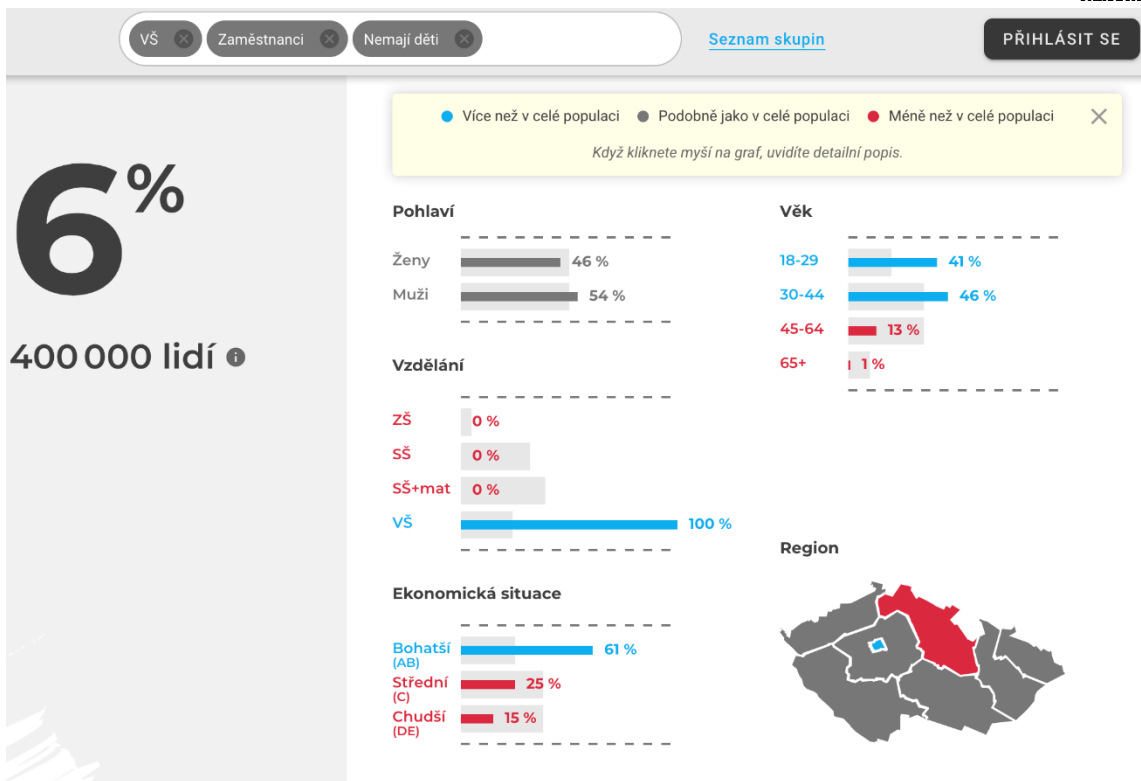 VŠ Zaměstnanci Nemají děti Seznam skupin PŘIHLÁSIT SE
Více než v celé populaci Podobně jako v celé populaci Méně než v celé populaci
Když kliknete myší na graf, uvidíte detailní popis.
6%
400 000 lidí
Pohlaví
Ženy 46 %
Muži 54 %
Věk
18-29 41 %
30-44 46 %
45-64 13 %
65+ 1 %
Vzdělání
ZŠ 0 %
SŠ 0 %
SŠ+mat 0 %
VŠ 100 %
Ekonomická situace
Bohatší 61 %
(AB)
Střední 25 %
(C)
Chudší 15 %
(DE)
Region